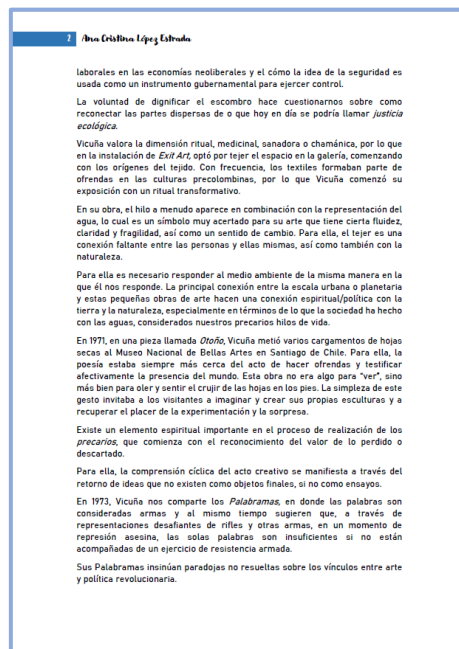 2 Ana Cristina López Estrada
laborales en las economías neoliberales y el cómo la idea de la seguridad es
usada como un instrumento gubernamental para ejercer control.
La voluntad de dignificar el escombro hace cuestionarnos sobre como
reconectar las partes dispersas de o que hoy en día se podría llamar justicia
ecológica.
Vicuña valora la dimensión ritual, medicinal, sanadora o chamánica, por lo que
en la instalación de Exit Art, optó por tejer el espacio en la galería, comenzando
con los orígenes del tejido. Con frecuencia, los textiles formaban parte de
ofrendas en las culturas precolombinas, por lo que Vicuña comenzó su
exposición con un ritual transformativo.
En su obra, el hilo a menudo aparece en combinación con la representación del
agua, lo cual es un símbolo muy acertado para su arte que tiene cierta fluidez,
claridad y fragilidad, así como un sentido de cambio. Para ella, el tejer es una
conexión faltante entre las personas y ellas mismas, así como también con la
naturaleza.
Para ella es necesario responder al medio ambiente de la misma manera en la
que él nos responde. La principal conexión entre la escala urbana o planetaria
y estas pequeñas obras de arte hacen una conexión espiritual/política con la
tierra y la naturaleza, especialmente en términos de lo que la sociedad ha hecho
con las aguas, considerados nuestros precarios hilos de vida.
En 1971, en una pieza llamada Otoño, Vicuña metió varios cargamentos de hojas
secas al Museo Nacional de Bellas Artes en Santiago de Chile. Para ella, la
poesía estaba siempre más cerca del acto de hacer ofrendas y testificar
afectivamente la presencia del mundo. Esta obra no era algo para "ver", sino
más bien para oler y sentir el crujir de las hojas en los pies. La simpleza de este
gesto invitaba a los visitantes a imaginar y crear sus propias esculturas y a
recuperar el placer de la experimentación y la sorpresa.
Existe un elemento espiritual importante en el proceso de realización de los
precarios, que comienza con el reconocimiento del valor de lo perdido o
descartado.
Para ella, la comprensión cíclica del acto creativo se manifiesta a través del
retorno de ideas que no existen como objetos finales, si no como ensayos.
En 1973, Vicuña nos comparte los Palabramas, en donde las palabras son
consideradas armas y al mismo tiempo sugieren que, a través de
representaciones desafiantes de rifles y otras armas, en un momento de
represión asesina, las solas palabras son insuficientes si no están
acompañadas de un ejercicio de resistencia armada.
Sus Palabramas insinúan paradojas no resueltas sobre los vínculos entre arte
y política revolucionaria.